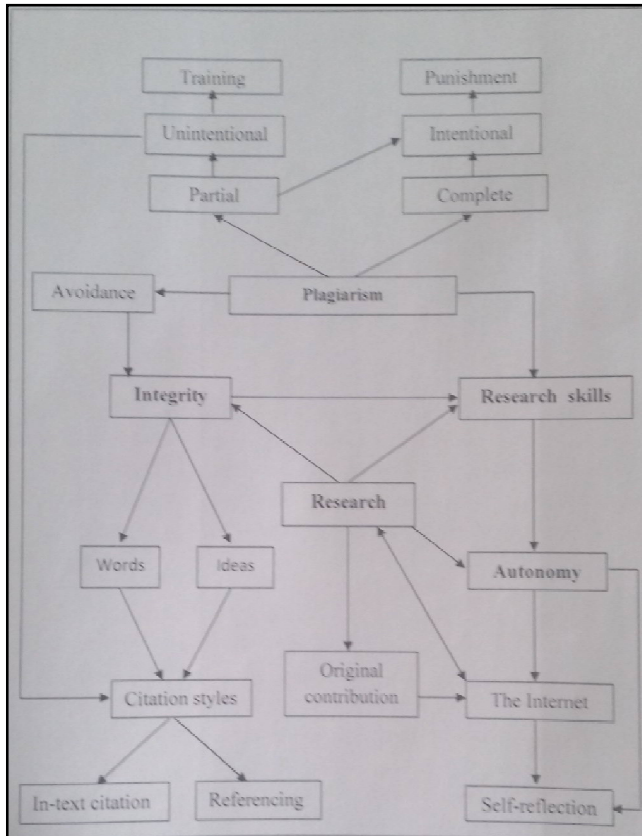 Training
Punishment
Unintentional
Intentional
Partial
Complete
Avoidance
Plagiarism
Integrity
Research skills
Research
Words
Ideas
Autonomy
Citation styles
Original
contribution
The Internet
In-text citation
Referencing
Self-reflection